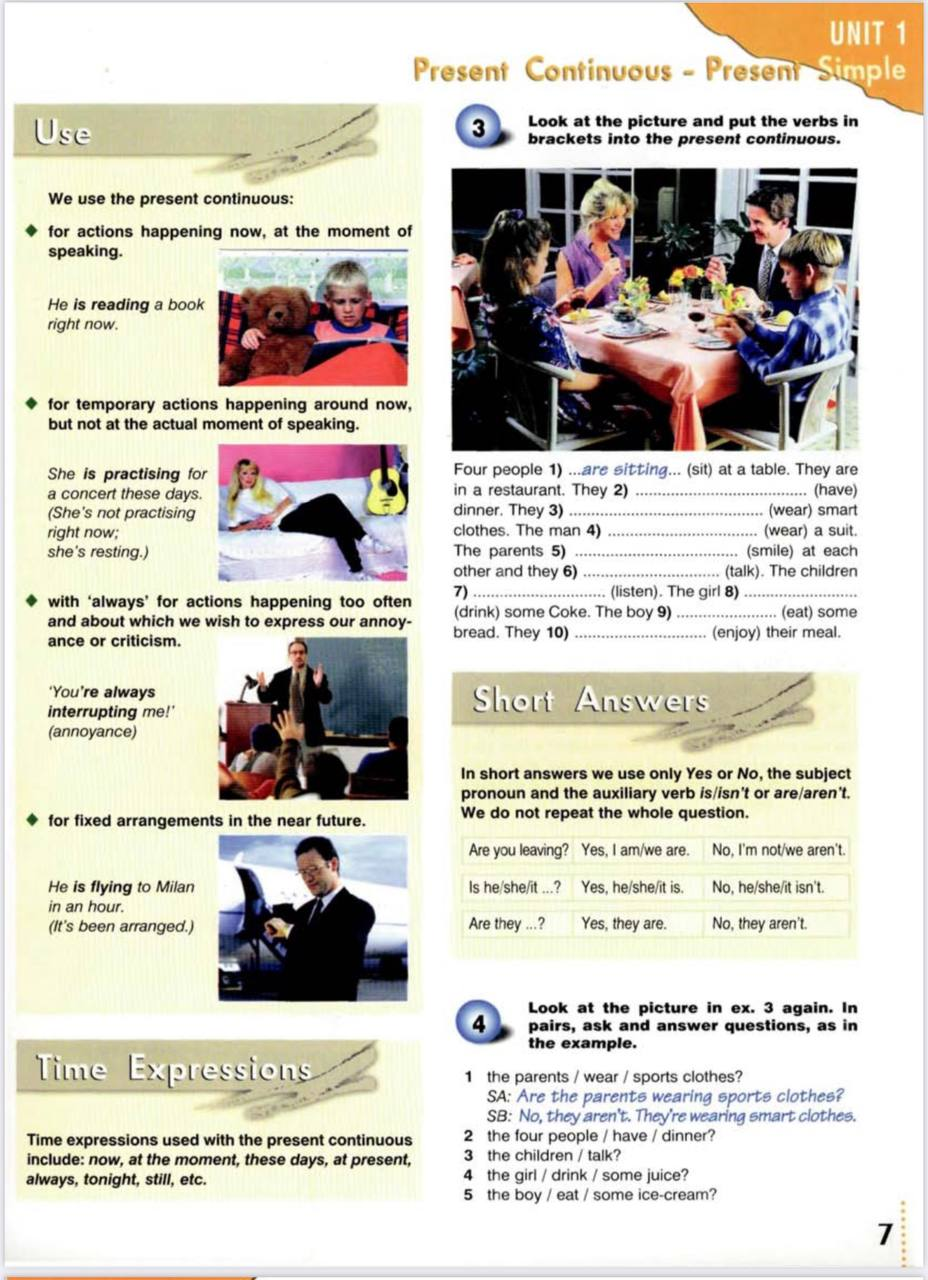 UNIT 1
Present Continuous - Present Simple
Use
We use the present continuous:
◆ for actions happening now, at the moment of
speaking.
He is reading a book
right now.
◆ for temporary actions happening around now,
but not at the actual moment of speaking.
She is practising for
a concert these days.
(She's not practising
right now;
she's resting.)
◆ with 'always' for actions happening too often
and about which we wish to express our annoy-
ance or criticism.
'You're always
interrupting me!'
(annoyance)
◆ for fixed arrangements in the near future.
He is flying to Milan
in an hour.
(It's been arranged.)
Time Expressions
Time expressions used with the present continuous
include: now, at the moment, these days, at present,
always, tonight, still, etc.
3 Look at the picture and put the verbs in
brackets into the present continuous.
Four people 1) ...are sitting... (sit) at a table. They are
in a restaurant. They 2) ................................... (have)
dinner. They 3) ....................................... (wear) smart
clothes. The man 4) .............................. (wear) a suit.
The parents 5) ................................. (smile) at each
other and they 6) ............................ (talk). The children
7) ........................... (listen). The girl 8) .......................
(drink) some Coke. The boy 9) .................... (eat) some
bread. They 10) ........................... (enjoy) their meal.
Short Answers
In short answers we use only Yes or No, the subject
pronoun and the auxiliary verb is/isn't or are/aren't.
We do not repeat the whole question.
Are you leaving? Yes, I am/we are. No, I'm not/we aren't.
Is he/she/it ...? Yes, he/she/it is. No, he/she/it isn't.
Are they ...? Yes, they are. No, they aren't.
4 Look at the picture in ex. 3 again. In
pairs, ask and answer questions, as in
the example.
1 the parents / wear / sports clothes?
SA: Are the parents wearing sports clothes?
SB: No, they aren't. They're wearing smart clothes.
2 the four people / have / dinner?
3 the children / talk?
4 the girl / drink / some juice?
5 the boy / eat / some ice-cream?
7